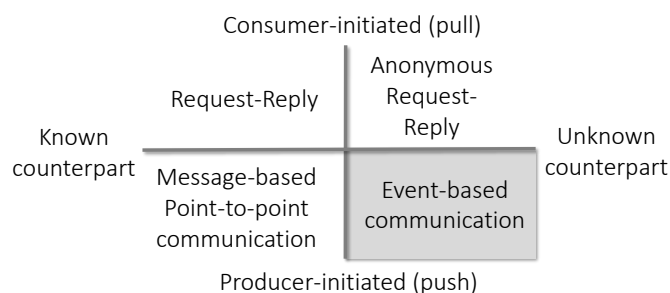 Consumer-initiated (pull)
Request-Reply
Anonymous
Request-
Reply
Known
counterpart
Unknown
counterpart
Message-based
Point-to-point
communication
Event-based
communication
Producer-initiated (push)